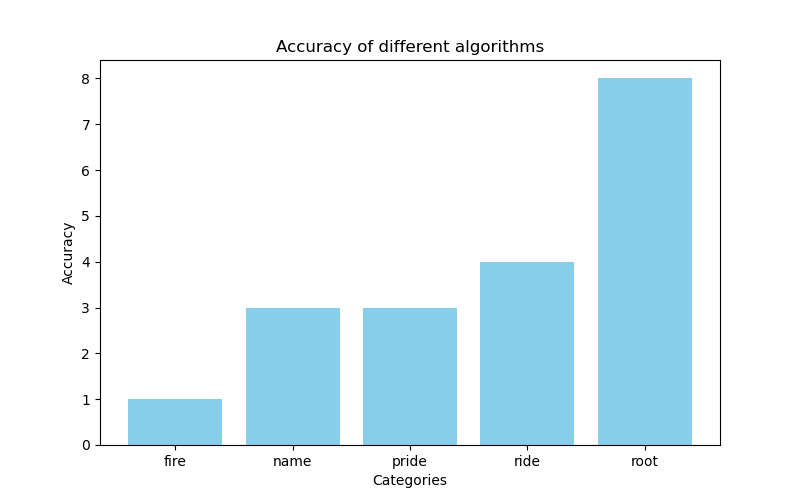 Accuracy of different algorithms
Accuracy
8
7
6
5
4
3
2
1
0
fire name pride ride root
Categories